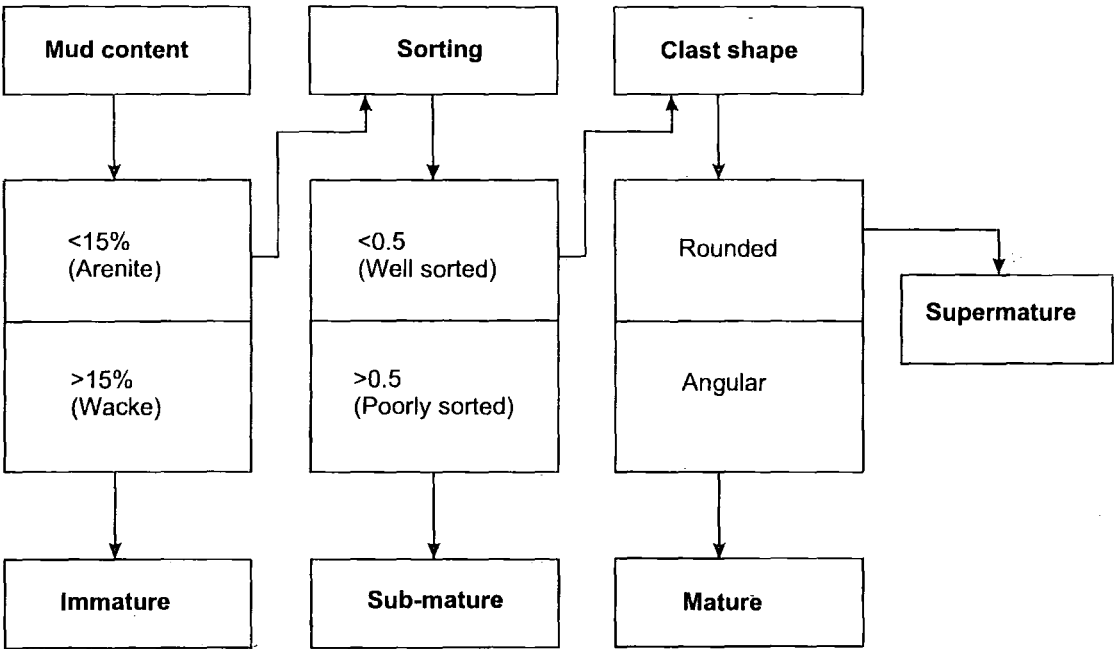 Mud content
Sorting
Clast shape
<15%
(Arenite)
<0.5
(Well sorted)
Rounded
Supermature
>15%
(Wacke)
>0.5
(Poorly sorted)
Angular
Immature
Sub-mature
Mature